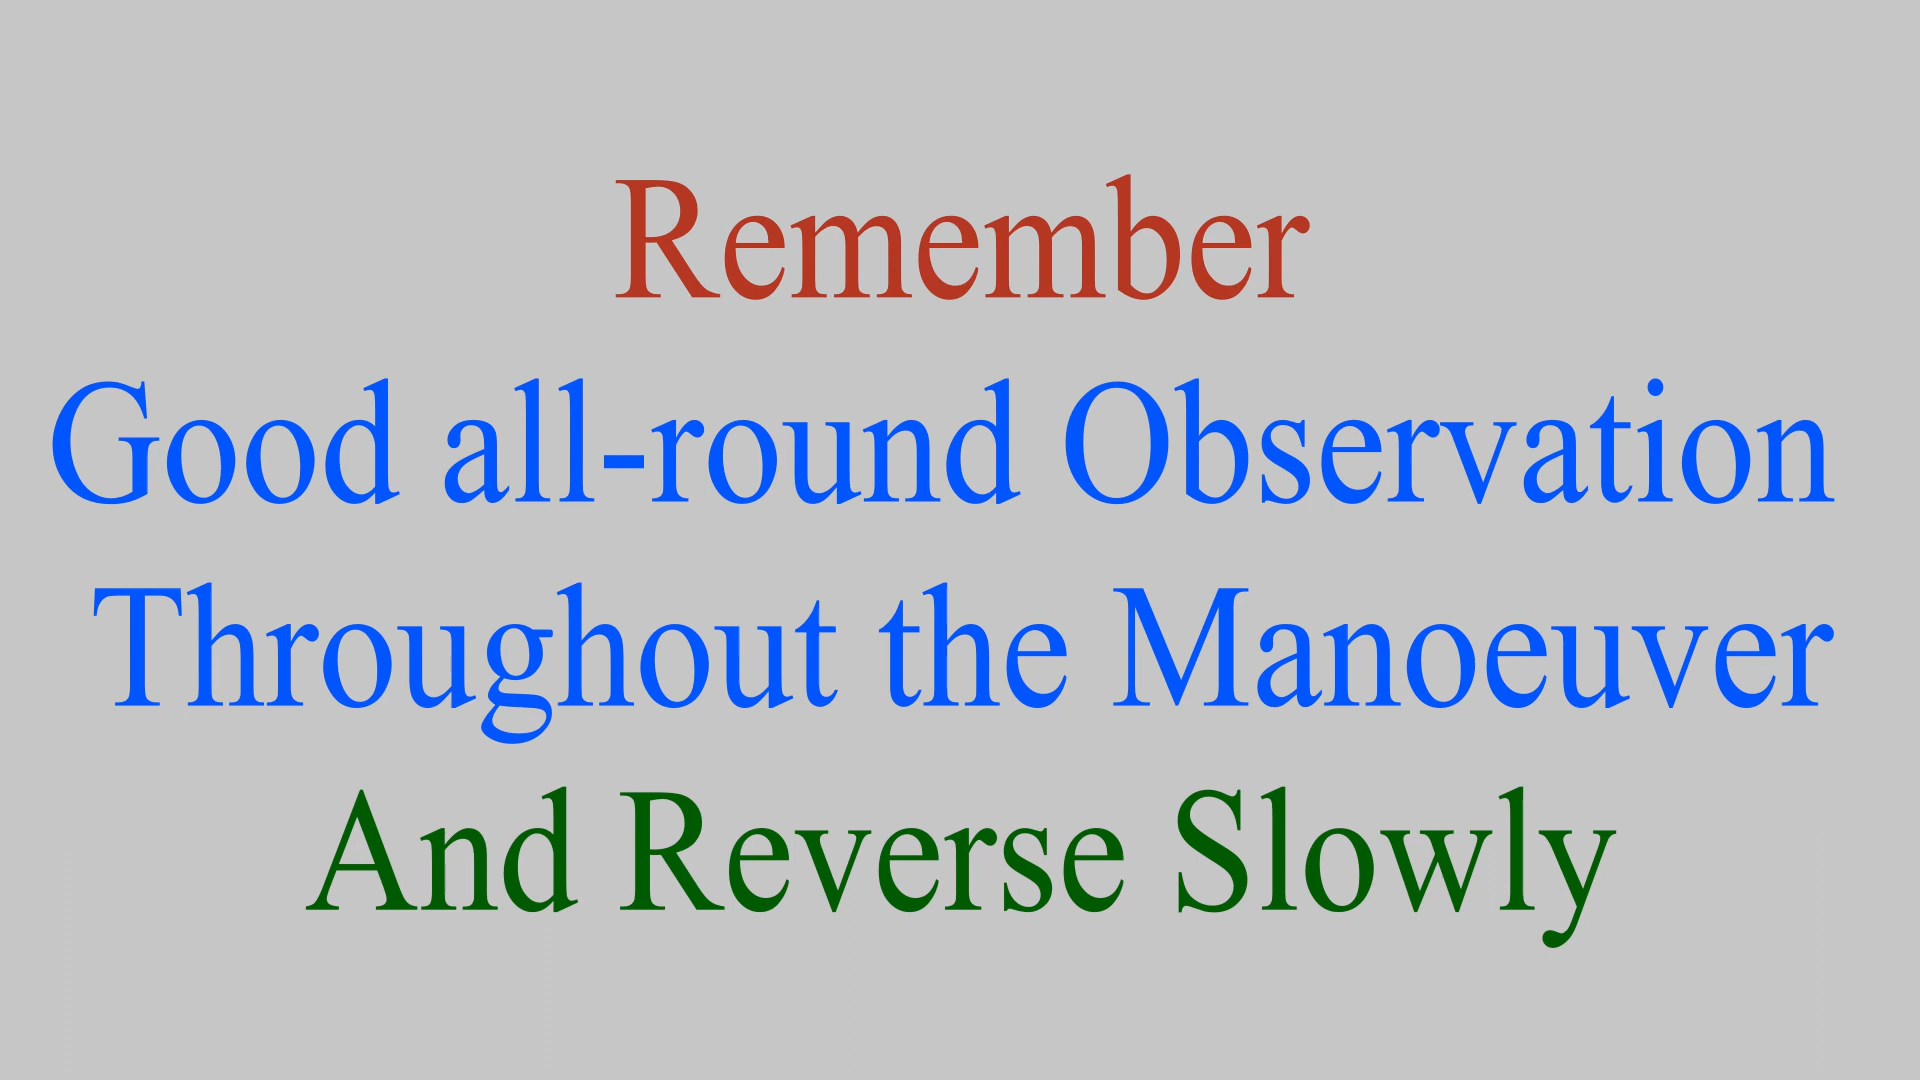 Remember
Good all-round Observation
Throughout the Manoeuver
And Reverse Slowly